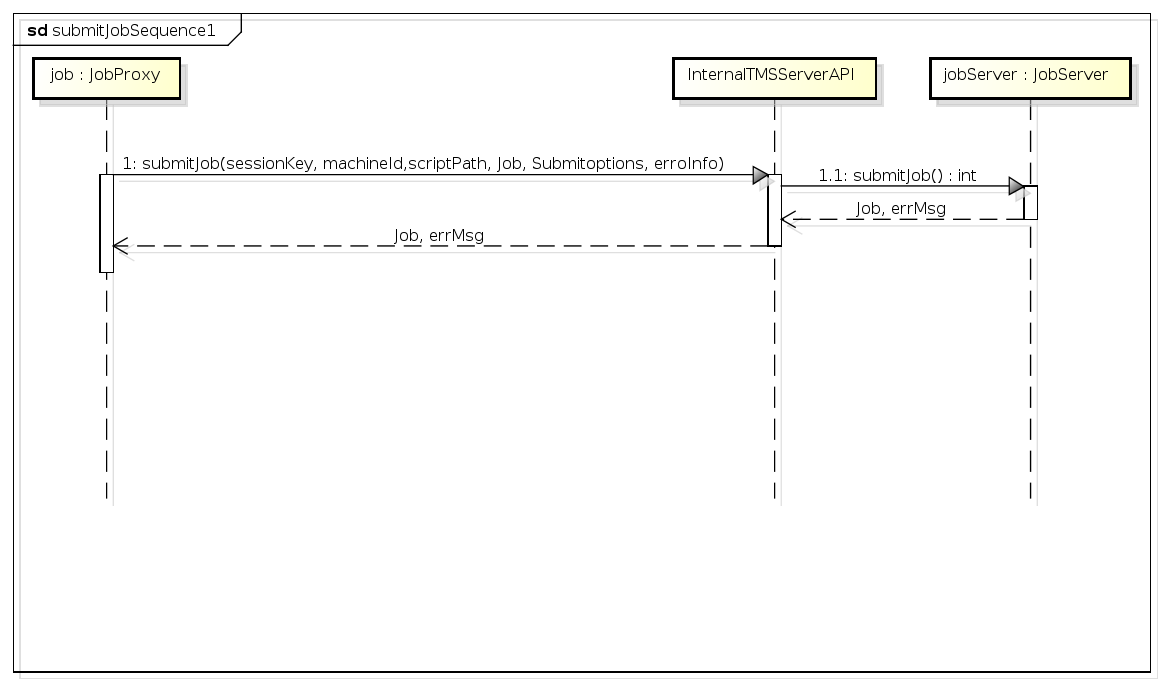 sd submitJobSequence1
job : JobProxy
InternalTMSServerAPI
jobServer : JobServer
1: submitJob(sessionKey, machineId,scriptPath, Job, Submitoptions, erroInfo)
1.1: submitJob() : int
Job, errMsg
Job, errMsg